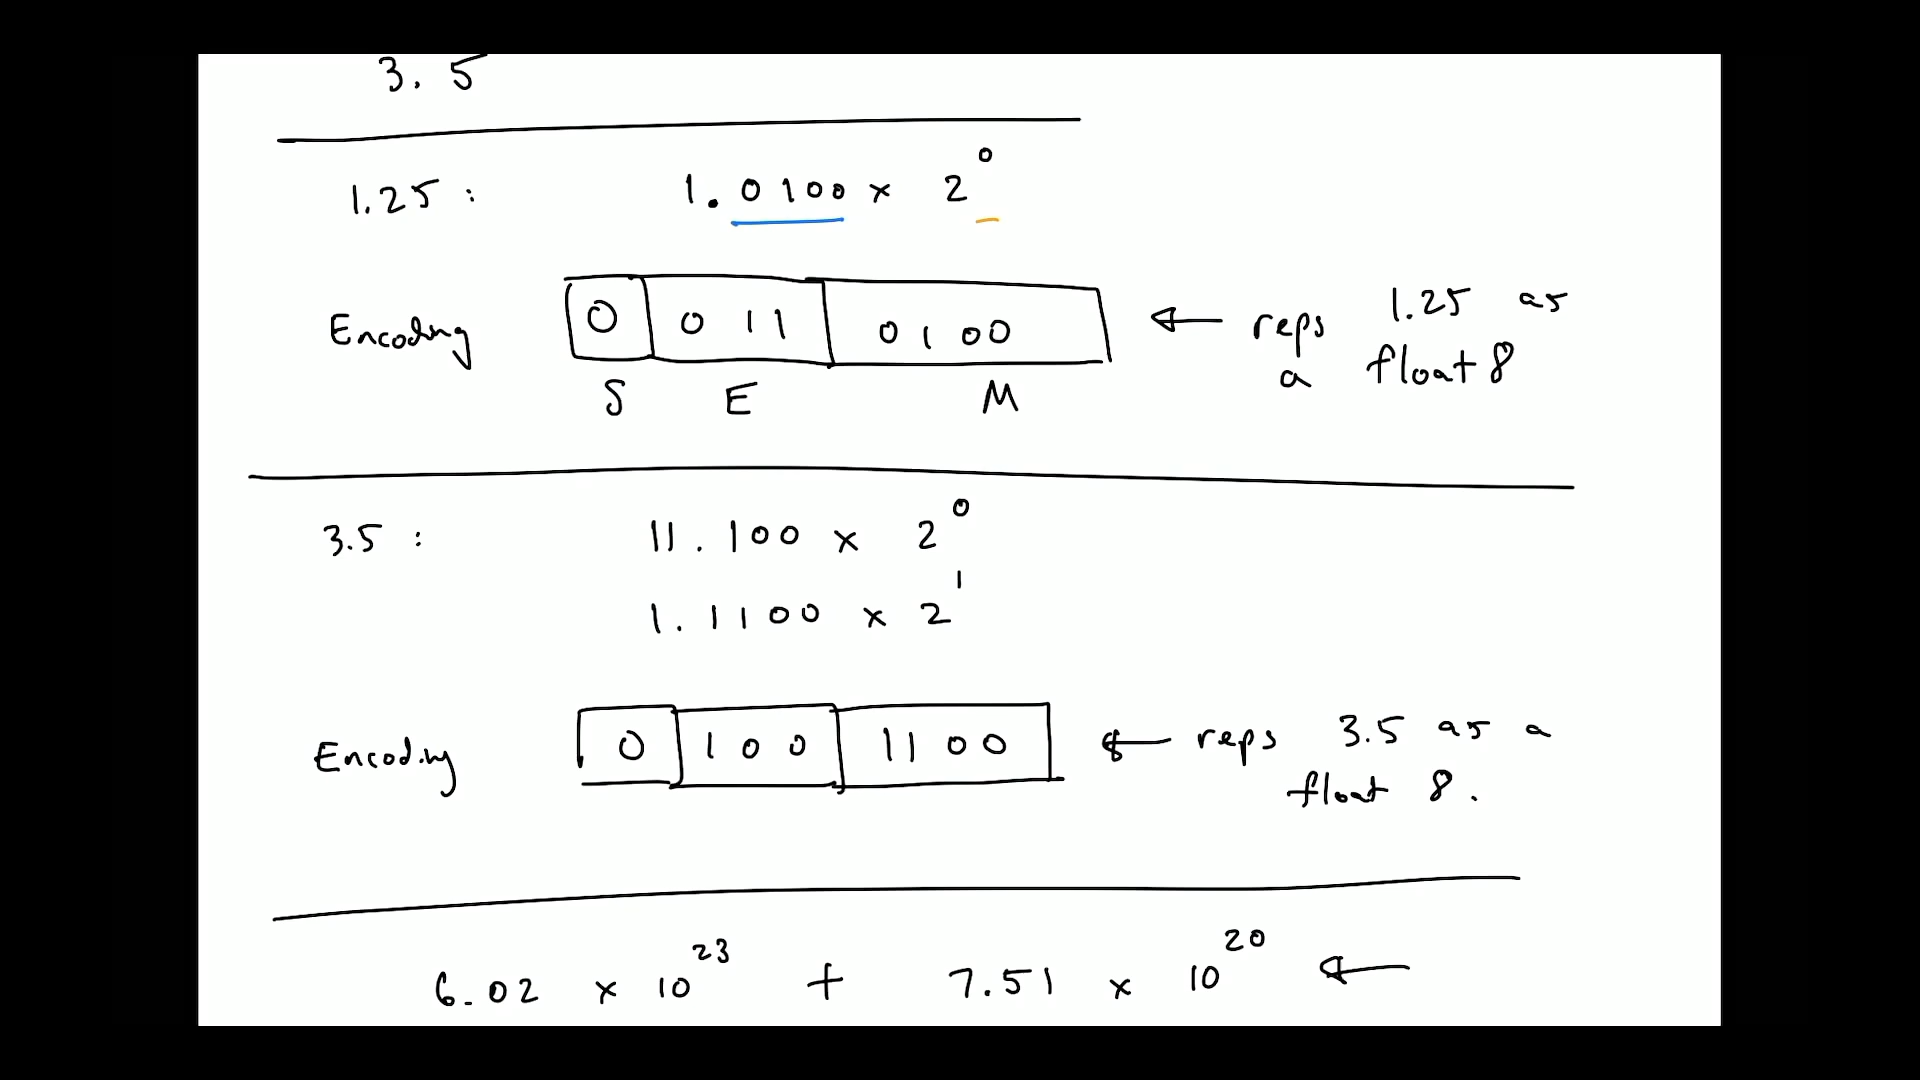 3.5
1.25 : 1.0100 x 2^0
Encoding 0 011 0100 ← reps 1.25 as
a float 8
S E M
3.5 : 11.100 x 2^0
1.1100 x 2^1
Encoding 0 100 1100 ← reps 3.5 as a
float 8.
6.02 x 10^23 + 7.51 x 10^20 ←